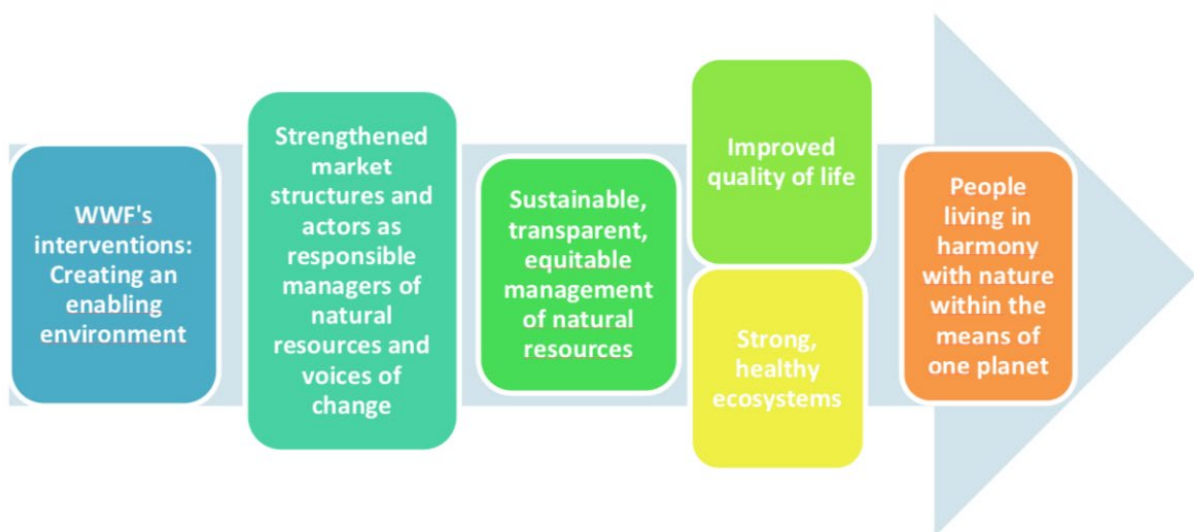 WWF's
interventions:
Creating an
enabling
environment
Strengthened
market
structures and
actors as
responsible
managers of
natural
resources and
voices of
change
Sustainable,
transparent,
equitable
management
of natural
resources
Improved
quality of life
Strong,
healthy
ecosystems
People
living in
harmony
with nature
within the
means of
one planet